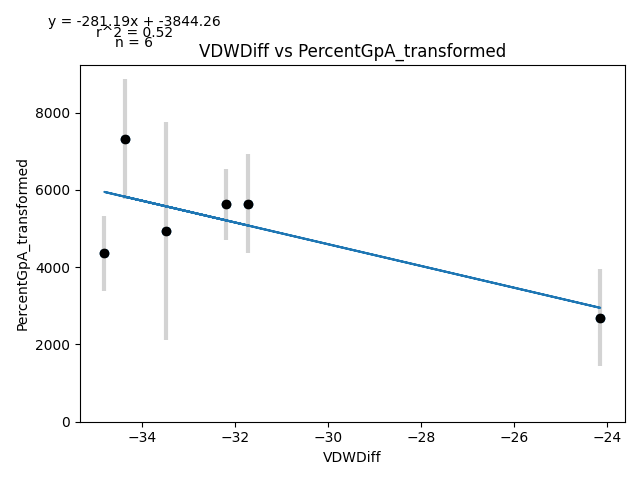 y = -281.19x + -3844.26
r^2 = 0.52
n = 6
VDWDiff vs PercentGpA_transformed
8000
6000
4000
2000
0
PercentGpA_transformed
−34
−32
−30
−28
−26
−24
VDWDiff